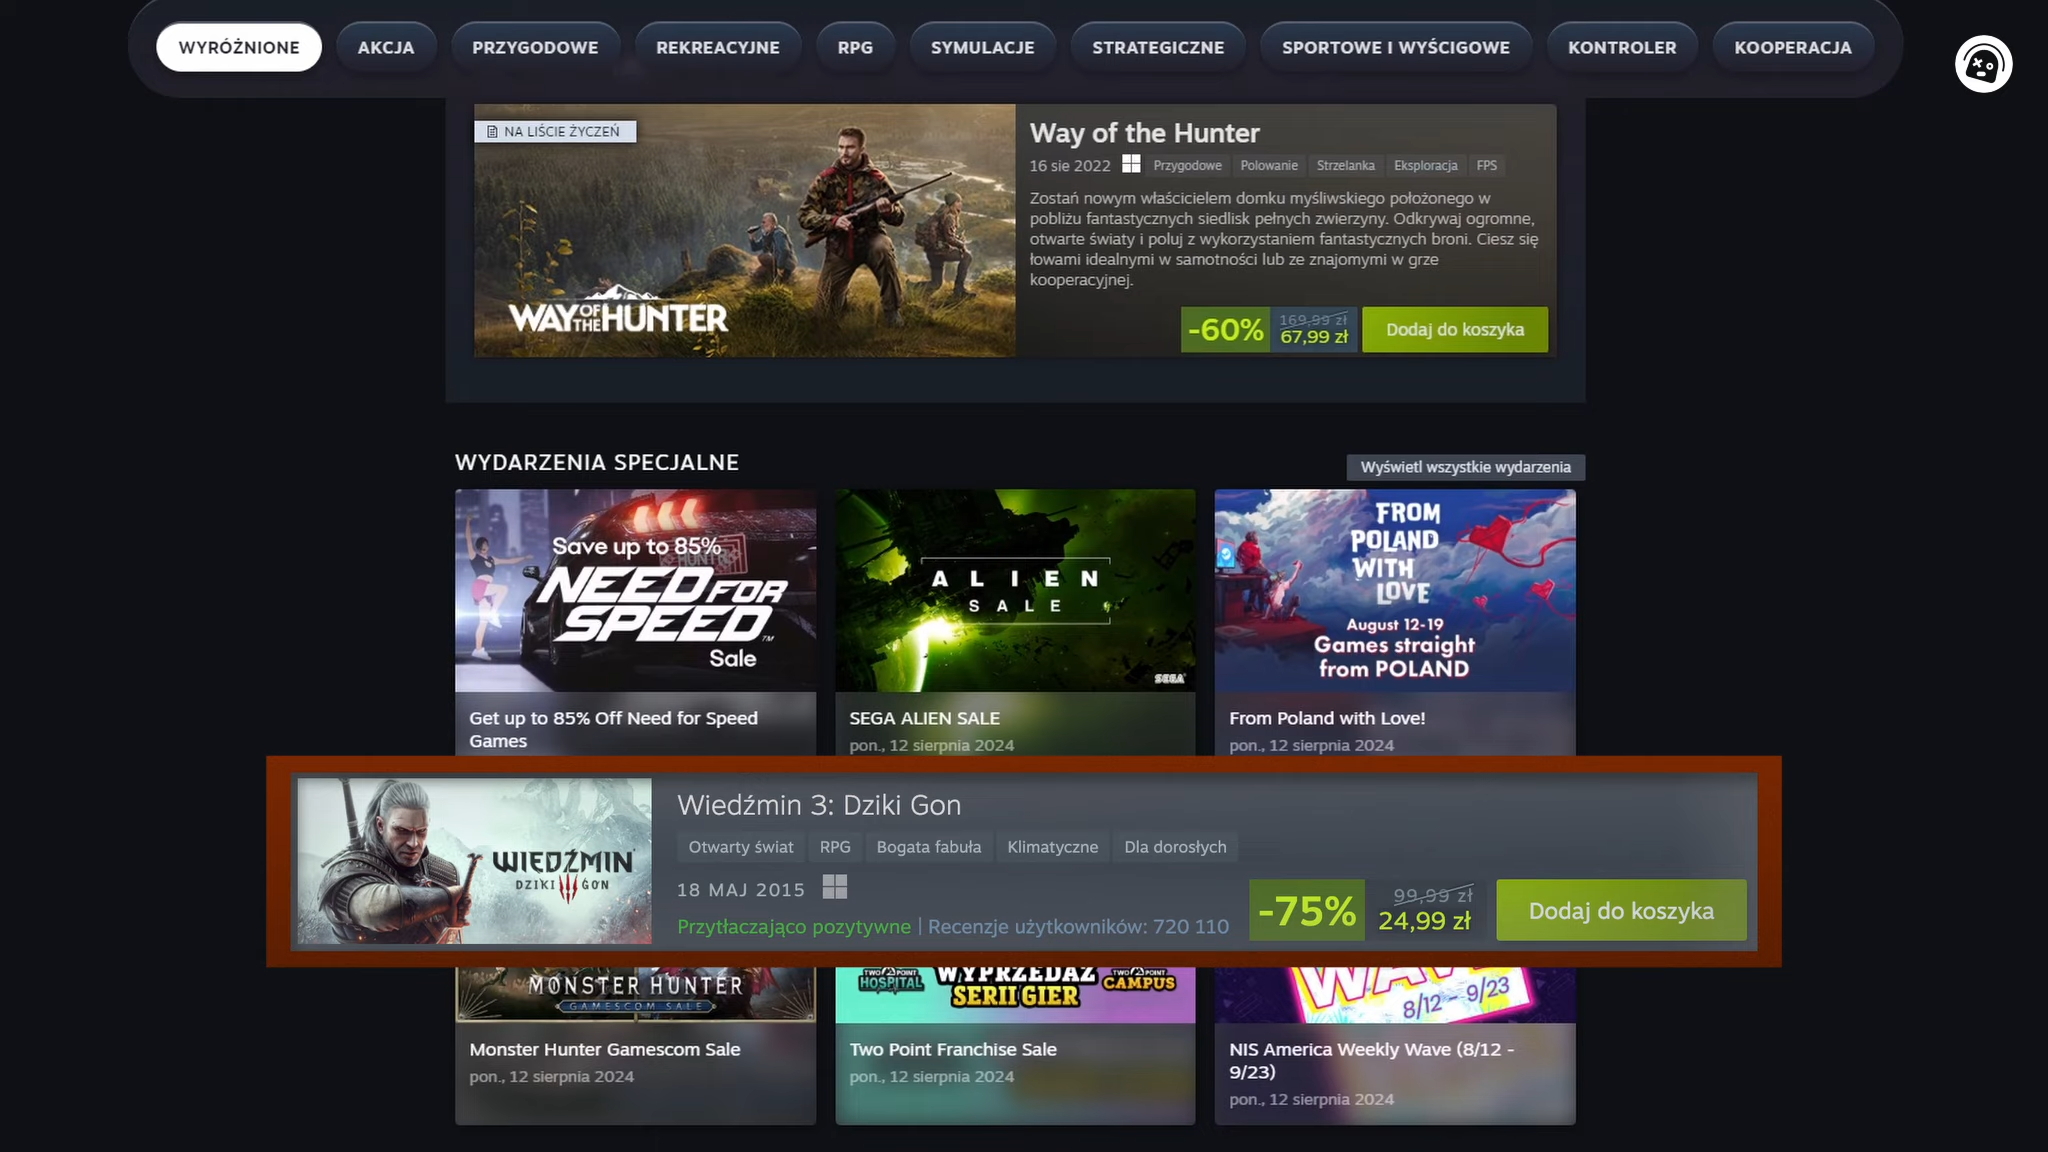 WYRÓŻNIONE
AKCJA
PRZYGODOWE
REKREACYJNE
RPG
SYMULACJE
STRATEGICZNE
SPORTOWE I WYŚCIGOWE
KONTROLER
KOOPERACJA
NA LIŚCIE ŻYCZEŃ
WAY OF THE HUNTER
Way of the Hunter
16 sie 2022 Przygodowe Polowanie Strzelanka Eksploracja FPS
Zostań nowym właścicielem domku myśliwskiego położonego w
pobliżu fantastycznych siedlisk pełnych zwierzyny. Odkrywaj ogromne,
otwarte światy i poluj z wykorzystaniem fantastycznych broni. Ciesz się
łowami idealnymi w samotności lub ze znajomymi w grze
kooperacyjnej.
-60%
169,99 zł
67,99 zł
Dodaj do koszyka
WYDARZENIA SPECJALNE
Wyświetl wszystkie wydarzenia
Save up to 85%
NEED FOR
SPEED™
Sale
Get up to 85% Off Need for Speed
Games
ALIEN
SALE
SEGA
SEGA ALIEN SALE
pon., 12 sierpnia 2024
FROM
POLAND
WITH
LOVE
August 12-19
Games straight
from POLAND
From Poland with Love!
pon., 12 sierpnia 2024
WIEDŹMIN
DZIKI III GON
Wiedźmin 3: Dziki Gon
Otwarty świat RPG Bogata fabuła Klimatyczne Dla dorosłych
18 MAJ 2015
Przytłaczająco pozytywne | Recenzje użytkowników: 720 110
-75%
99,99 zł
24,99 zł
Dodaj do koszyka
MONSTER HUNTER
GAMESCOM SALE
Monster Hunter Gamescom Sale
pon., 12 sierpnia 2024
TWO POINT
HOSPITAL
WYPRZEDAŻ
SERII GIER
TWO POINT
CAMPUS
Two Point Franchise Sale
pon., 12 sierpnia 2024
WAVE
8/12 - 9/23
NIS America Weekly Wave (8/12 -
9/23)
pon., 12 sierpnia 2024